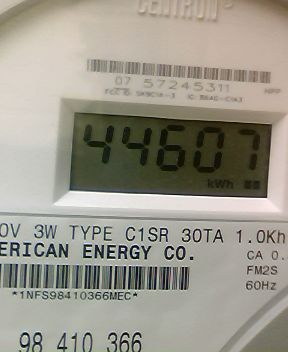 CENTRON®
07 57245311
44607
kWh
0V 3W TYPE C1SR 30TA 1.0Kh
ERICAN ENERGY CO.
CA 0.
FM2S
*1NFS98410366MEC*
60Hz
98 410 366